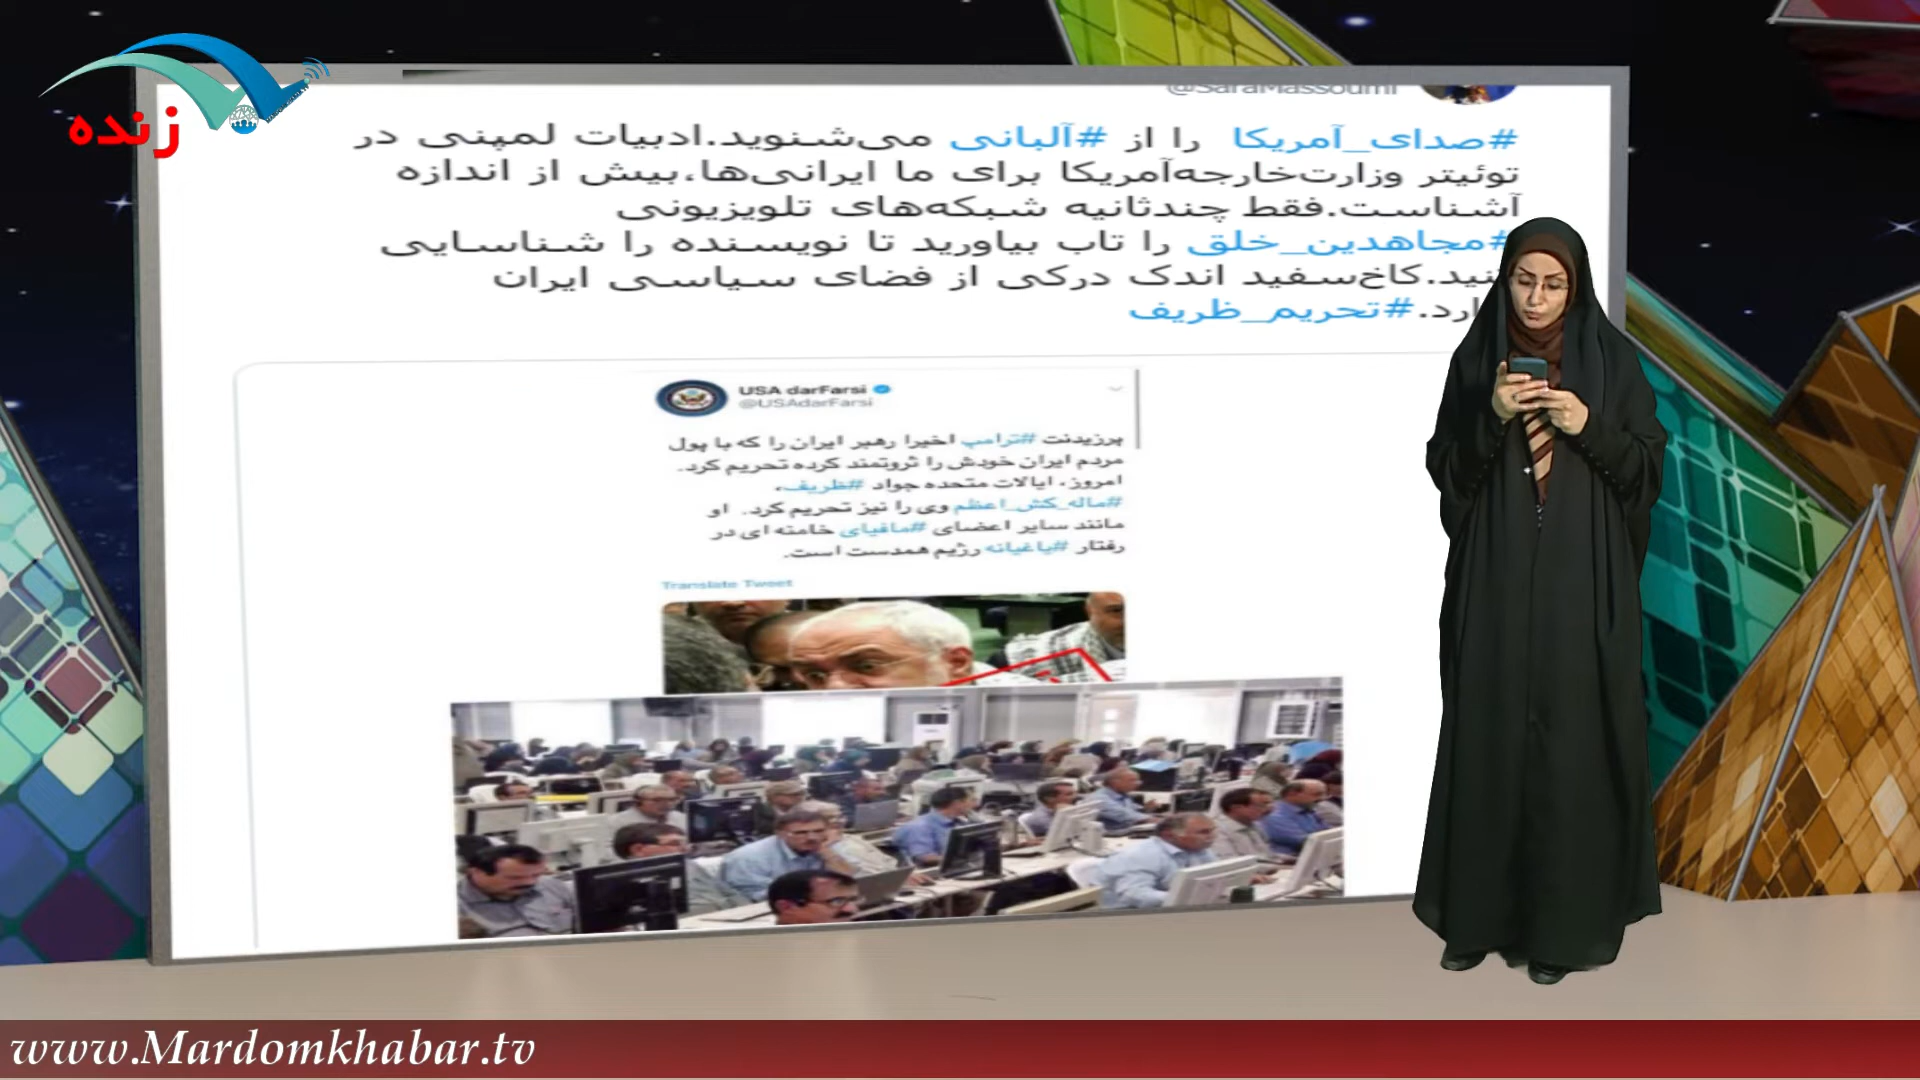 زنده
@SaraMassoumi
#صدای_آمریکا را از #آلبانی می‌شنوید.ادبیات لمپنی در
توئیتر وزارت‌خارجه‌آمریکا برای ما ایرانی‌ها،بیش از اندازه
آشناست.فقط چندثانیه شبکه‌های تلویزیونی
#مجاهدین_خلق را تاب بیاورید تا نویسنده را شناسایی
نید.کاخ‌سفید اندک درکی از فضای سیاسی ایران
ارد.#تحریم_ظریف
USA darFarsi
@USAdarFarsi
پرزیدنت #ترامپ اخیرا رهبر ایران را که با پول
مردم ایران خودش را ثروتمند کرده تحریم کرد.
امروز، ایالات متحده جواد #ظریف،
#ماله_کش_اعظم وی را نیز تحریم کرد. او
مانند سایر اعضای #مافیای خامنه ای در
رفتار #یاغیانه رژیم همدست است.
Translate Tweet
www.Mardomkhabar.tv